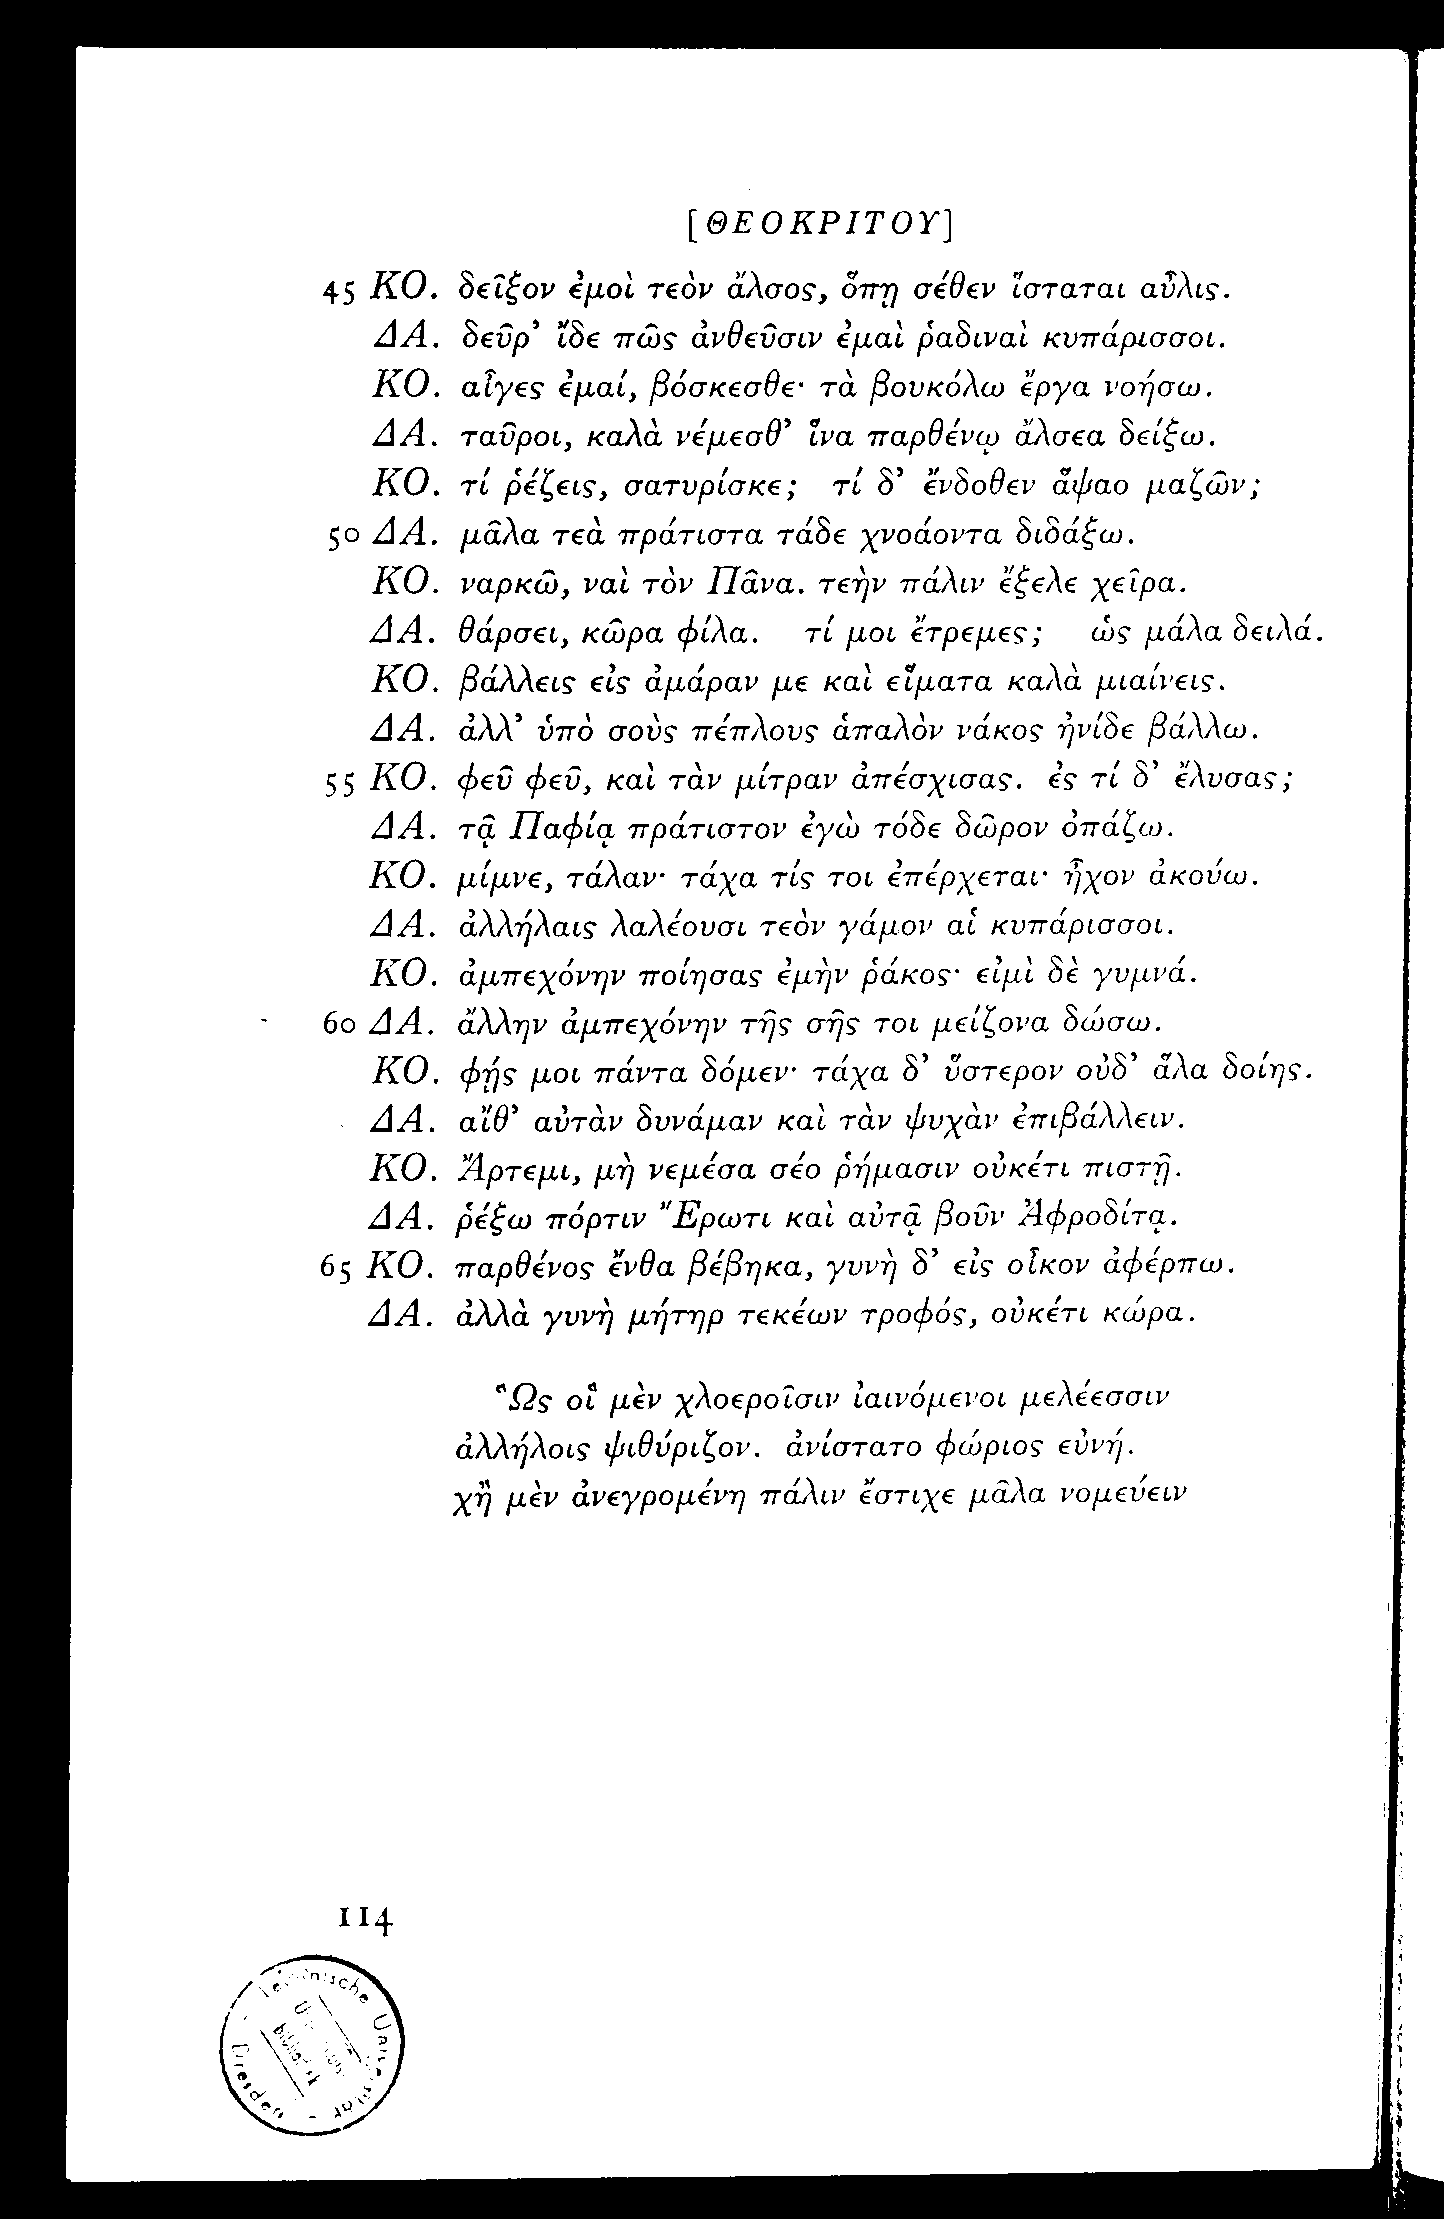 [ΘΕΟΚΡΙΤΟΥ]
45 ΚΟ. δεῖξον ἐμοὶ τεὸν ἄλσος, ὅπῃ σέθεν ἵσταται αὖλις.
ΔΑ. δεῦρ’ ἴδε πῶς ἀνθεῦσιν ἐμαὶ ῥαδιναὶ κυπάρισσοι.
ΚΟ. αἶγες ἐμαί, βόσκεσθε· τὰ βουκόλω ἔργα νοήσω.
ΔΑ. ταῦροι, καλὰ νέμεσθ’ ἵνα παρθένῳ ἄλσεα δείξω.
ΚΟ. τί ῥέζεις, σατυρίσκε; τί δ’ ἔνδοθεν ἅψαο μαζῶν;
50 ΔΑ. μᾶλα τεὰ πράτιστα τάδε χνοάοντα διδάξω.
ΚΟ. ναρκῶ, ναὶ τὸν Πᾶνα. τεὴν πάλιν ἔξελε χεῖρα.
ΔΑ. θάρσει, κῶρα φίλα. τί μοι ἔτρεμες; ὡς μάλα δειλά.
ΚΟ. βάλλεις εἰς ἀμάραν με καὶ εἵματα καλὰ μιαίνεις.
ΔΑ. ἀλλ’ ὑπὸ σοὺς πέπλους ἁπαλὸν νάκος ἠνίδε βάλλω.
55 ΚΟ. φεῦ φεῦ, καὶ τὰν μίτραν ἀπέσχισας. ἐς τί δ’ ἔλυσας;
ΔΑ. τᾷ Παφίᾳ πράτιστον ἐγὼ τόδε δῶρον ὀπάζω.
ΚΟ. μίμνε, τάλαν· τάχα τίς τοι ἐπέρχεται· ἦχον ἀκούω.
ΔΑ. ἀλλήλαις λαλέουσι τεὸν γάμον αἱ κυπάρισσοι.
ΚΟ. ἀμπεχόνην ποίησας ἐμὴν ῥάκος· εἰμὶ δὲ γυμνά.
60 ΔΑ. ἄλλην ἀμπεχόνην τῆς σῆς τοι μείζονα δώσω.
ΚΟ. φῄς μοι πάντα δόμεν· τάχα δ’ ὕστερον οὐδ’ ἅλα δοίης.
ΔΑ. αἴθ’ αὐτὰν δυνάμαν καὶ τὰν ψυχὰν ἐπιβάλλειν.
ΚΟ. Ἄρτεμι, μὴ νεμέσα σέο ῥήμασιν οὐκέτι πιστῇ.
ΔΑ. ῥέξω πόρτιν Ἔρωτι καὶ αὐτᾷ βοῦν Ἀφροδίτᾳ.
65 ΚΟ. παρθένος ἔνθα βέβηκα, γυνὴ δ’ εἰς οἶκον ἀφέρπω.
ΔΑ. ἀλλὰ γυνὴ μήτηρ τεκέων τροφός, οὐκέτι κώρα.
Ὣς οἳ μὲν χλοεροῖσιν ἰαινόμενοι μελέεσσιν
ἀλλήλοις ψιθύριζον. ἀνίστατο φώριος εὐνή.
χἣ μὲν ἀνεγρομένη πάλιν ἔστιχε μᾶλα νομεύειν
114